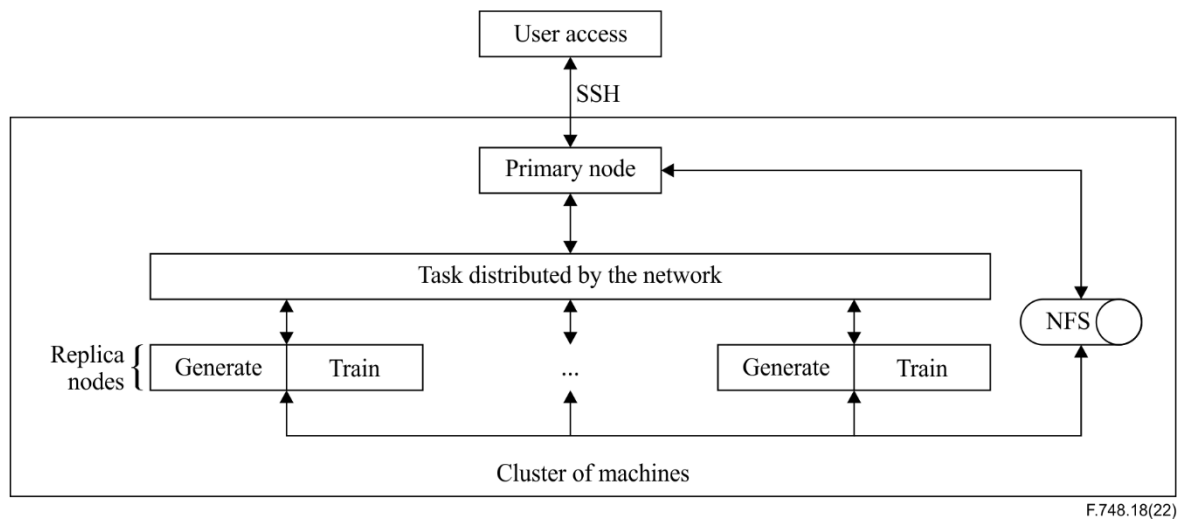 User access
SSH
Primary node
Task distributed by the network
NFS
Replica
nodes
Generate
Train
...
Generate
Train
Cluster of machines
F.748.18(22)